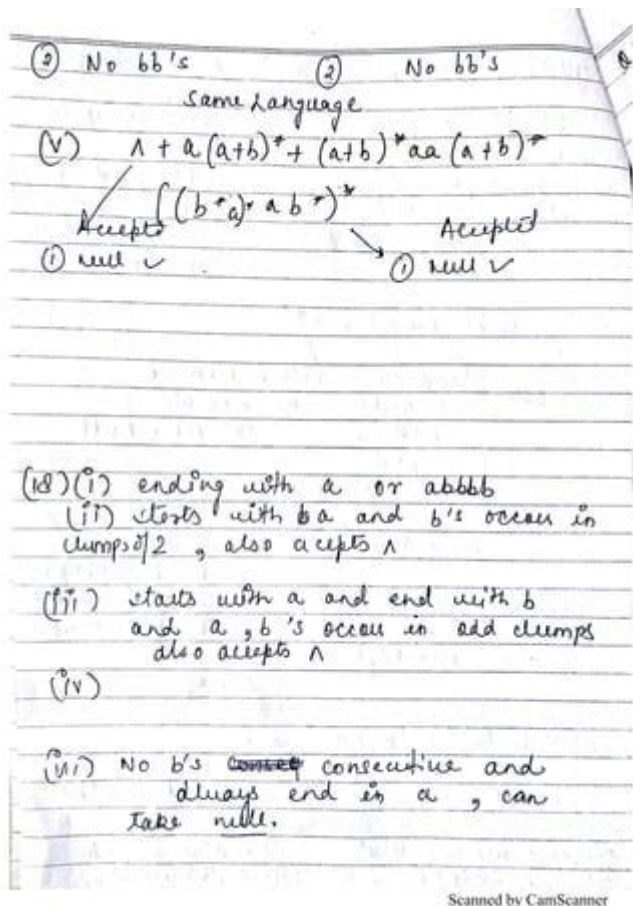 ② No bb's ② No bb's
Same Language
(V) Λ + a(a+b)* + (a+b)*aa(a+b)*
((b*a)* ab*)*
Accepts Accepted
① null ✓ ① null ✓
(18)(i) ending with a or abbbb
(ii) starts with a and b's occur in
clumps of 2, also accepts Λ
(iii) starts with a and end with b
and a, b's occur in odd clumps
also accepts Λ
(iv)
(vi) No b's consecutive and
always end in a, can
take null.
Scanned by CamScanner